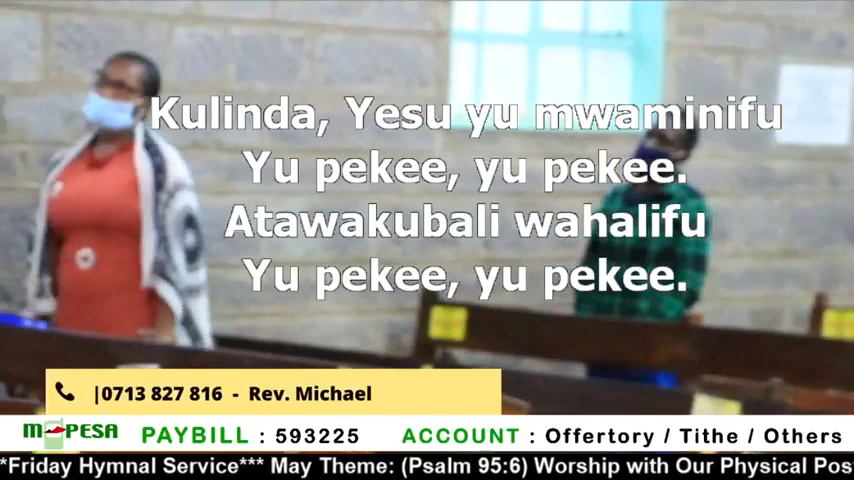 Kulinda, Yesu yu mwaminifu
Yu pekee, yu pekee.
Atawakubali wahalifu
Yu pekee, yu pekee.
|0713 827 816 - Rev. Michael
M-PESA PAYBILL : 593225 ACCOUNT : Offertory / Tithe / Others
*Friday Hymnal Service*** May Theme: (Psalm 95:6) Worship with Our Physical Pos